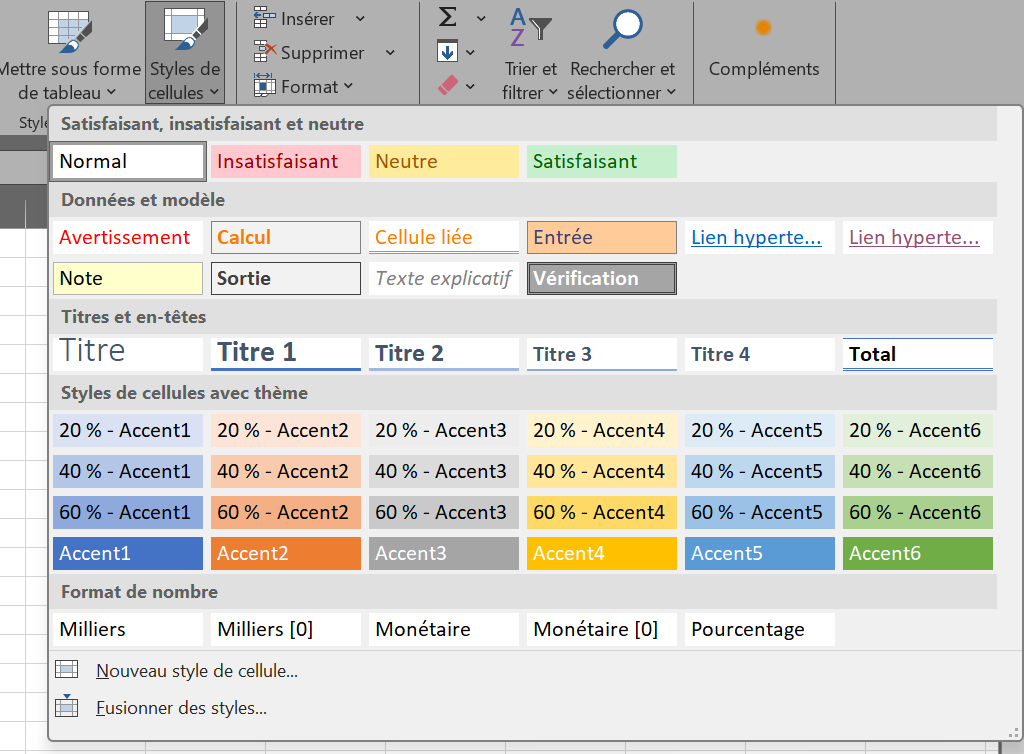 Mettre sous forme de tableau
Styles de cellules
Insérer
Supprimer
Format
Σ
A
Z
Trier et filtrer
Rechercher et sélectionner
Compléments
Style
Satisfaisant, insatisfaisant et neutre
Normal Insatisfaisant Neutre Satisfaisant
Données et modèle
Avertissement Calcul Cellule liée Entrée Lien hyperte... Lien hyperte...
Note Sortie Texte explicatif Vérification
Titres et en-têtes
Titre Titre 1 Titre 2 Titre 3 Titre 4 Total
Styles de cellules avec thème
20 % - Accent1 20 % - Accent2 20 % - Accent3 20 % - Accent4 20 % - Accent5 20 % - Accent6
40 % - Accent1 40 % - Accent2 40 % - Accent3 40 % - Accent4 40 % - Accent5 40 % - Accent6
60 % - Accent1 60 % - Accent2 60 % - Accent3 60 % - Accent4 60 % - Accent5 60 % - Accent6
Accent1 Accent2 Accent3 Accent4 Accent5 Accent6
Format de nombre
Milliers Milliers [0] Monétaire Monétaire [0] Pourcentage
Nouveau style de cellule...
Fusionner des styles...